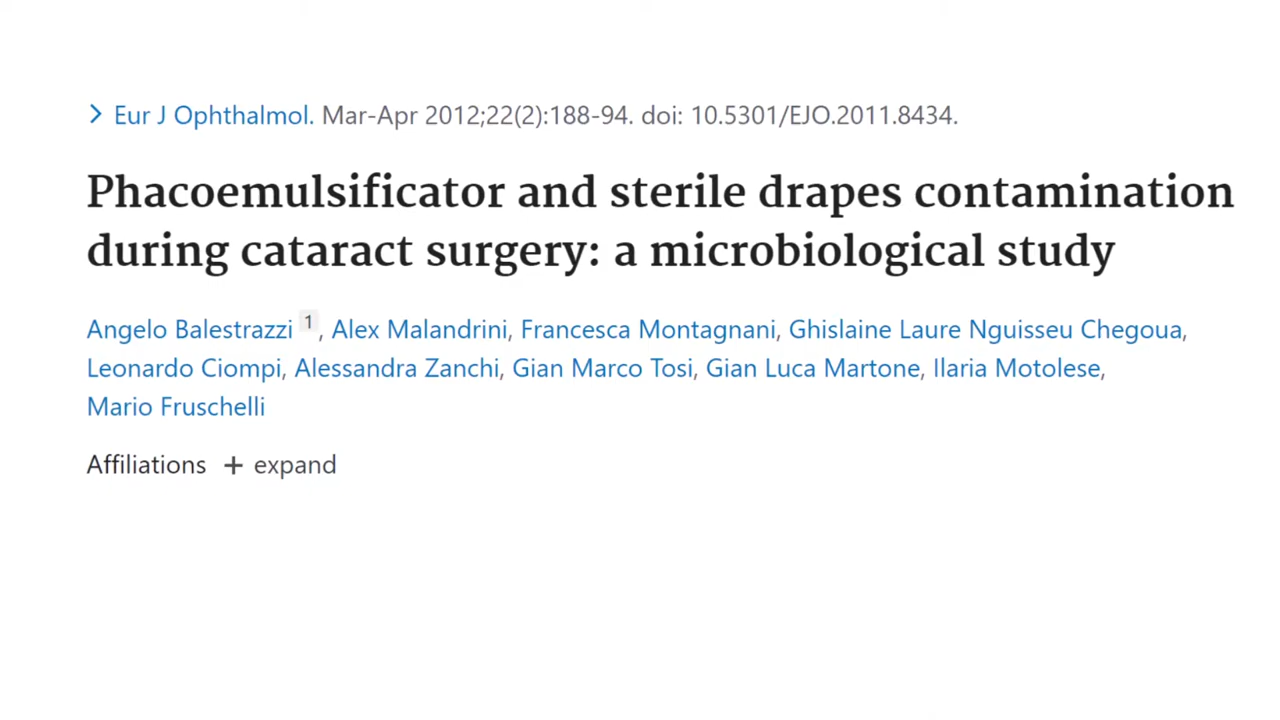 > Eur J Ophthalmol. Mar-Apr 2012;22(2):188-94. doi: 10.5301/EJO.2011.8434.
Phacoemulsificator and sterile drapes contamination
during cataract surgery: a microbiological study
Angelo Balestrazzi 1, Alex Malandrini, Francesca Montagnani, Ghislaine Laure Nguisseu Chegoua,
Leonardo Ciompi, Alessandra Zanchi, Gian Marco Tosi, Gian Luca Martone, Ilaria Motolese,
Mario Fruschelli
Affiliations + expand